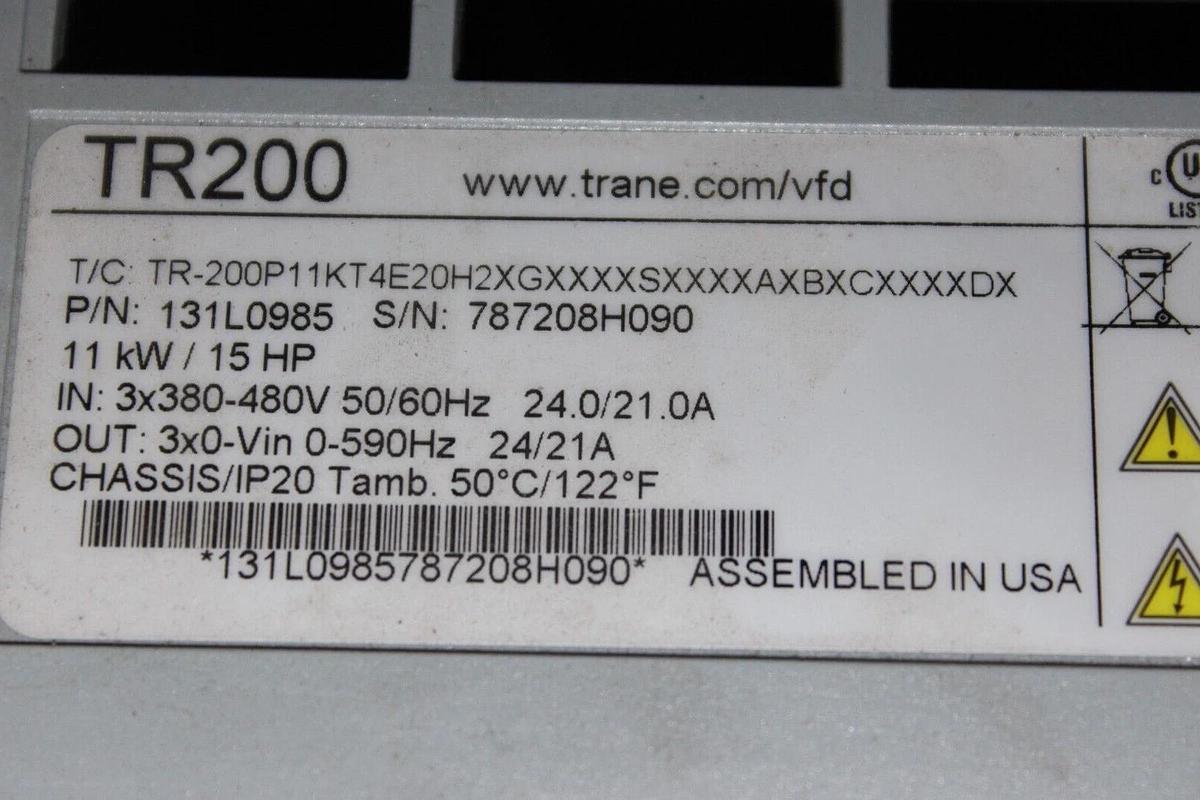 TR200 www.trane.com/vfd
C U
LIST
T/C: TR-200P11KT4E20H2XGXXXXSXXXXAXBXCXXXXDX
P/N: 131L0985 S/N: 787208H090
11 kW / 15 HP
IN: 3x380-480V 50/60Hz 24.0/21.0A
OUT: 3x0-Vin 0-590Hz 24/21A
CHASSIS/IP20 Tamb. 50°C/122°F
*131L0985787208H090* ASSEMBLED IN USA